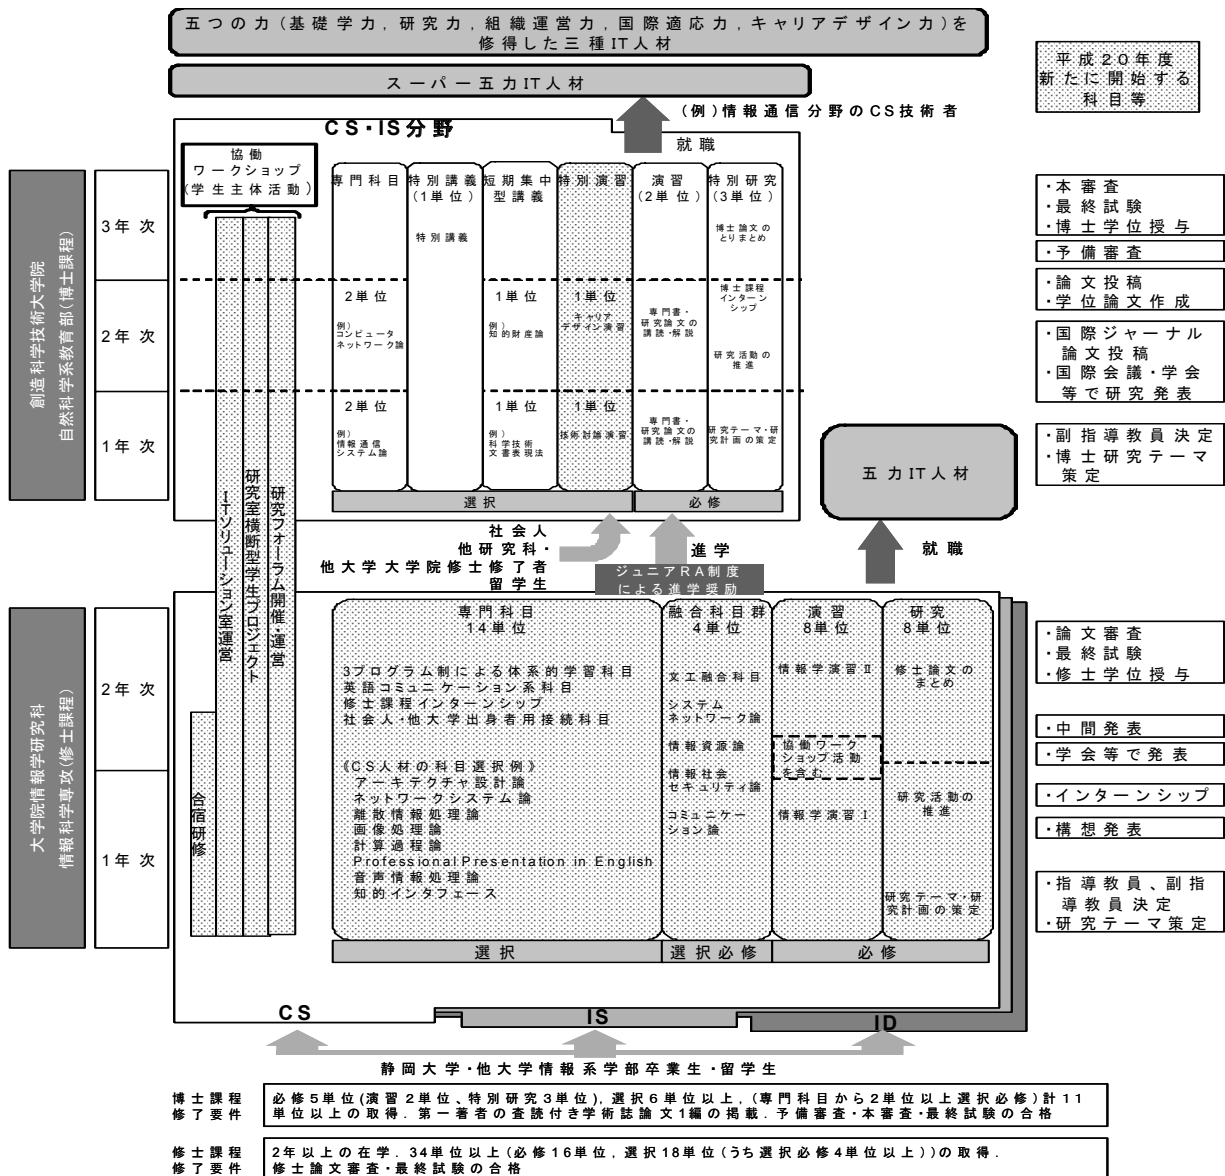 五つの力(基礎学力,研究力,組織運営力,国際適応力,キャリアデザイン力)を
修得した三種IT人材
スーパー五力IT人材
平成20年度
新たに開始する
科目等
(例)情報通信分野のCS技術者
就職
CS・IS分野
協働
ワークショップ
(学生主体活動)
創造科学技術大学院
自然科学系教育部(博士課程)
3年次
2年次
1年次
専門科目
2単位
例)
コンピュータ
ネットワーク論
2単位
例)
情報通信
システム論
特別講義
(1単位)
特別講義
短期集中
型講義
1単位
例)
知的財産論
1単位
例)
科学技術
文書表現法
特別演習
1単位
キャリア
デザイン演習
1単位
技術討論演習
演習
(2単位)
専門書・
研究論文の
講読・解説
専門書・
研究論文の
講読・解説
特別研究
(3単位)
博士論文の
とりまとめ
博士課程
インターン
シップ
研究活動の
推進
研究テーマ・研
究計画の策定
選択
必修
・本審査
・最終試験
・博士学位授与
・予備審査
・論文投稿
・学位論文作成
・国際ジャーナル
論文投稿
・国際会議・学会
等で研究発表
・副指導教員決定
・博士研究テーマ
策定
五力IT人材
就職
社会人
他研究科・
他大学大学院修士修了者
留学生
進学
ジュニアRA制度
による進学奨励
ITソリューション室運営
研究室横断型学生プロジェクト
研究フォーラム開催・運営
合宿研修
大学院情報学研究科
情報科学専攻(修士課程)
2年次
1年次
専門科目
14単位
3プログラム制による体系的学習科目
英語コミュニケーション系科目
修士課程インターンシップ
社会人・他大学出身者用接続科目
《CS人材の科目選択例》
アーキテクチャ設計論
ネットワークシステム論
離散情報処理論
画像処理論
計算過程論
Professional Presentation in English
音声情報処理論
知的インタフェース
融合科目群
4単位
文工融合科目
システム
ネットワーク論
情報資源論
情報社会
セキュリティ論
コミュニケー
ション論
演習
8単位
情報学演習Ⅱ
協働ワーク
ショップ活動
を含む
情報学演習Ⅰ
研究
8単位
修士論文の
まとめ
研究活動の
推進
研究テーマ・研
究計画の策定
選択
選択必修
必修
・論文審査
・最終試験
・修士学位授与
・中間発表
・学会等で発表
・インターンシップ
・構想発表
・指導教員、副指
導教員決定
・研究テーマ策定
CS
IS
ID
静岡大学・他大学情報系学部卒業生・留学生
博士課程
修了要件
必修5単位(演習2単位、特別研究3単位),選択6単位以上,(専門科目から2単位以上選択必修)計11
単位以上の取得.第一著者の査読付き学術誌論文1編の掲載.予備審査・本審査・最終試験の合格
修士課程
修了要件
2年以上の在学.34単位以上(必修16単位,選択18単位(うち選択必修4単位以上))の取得.
修士論文審査・最終試験の合格